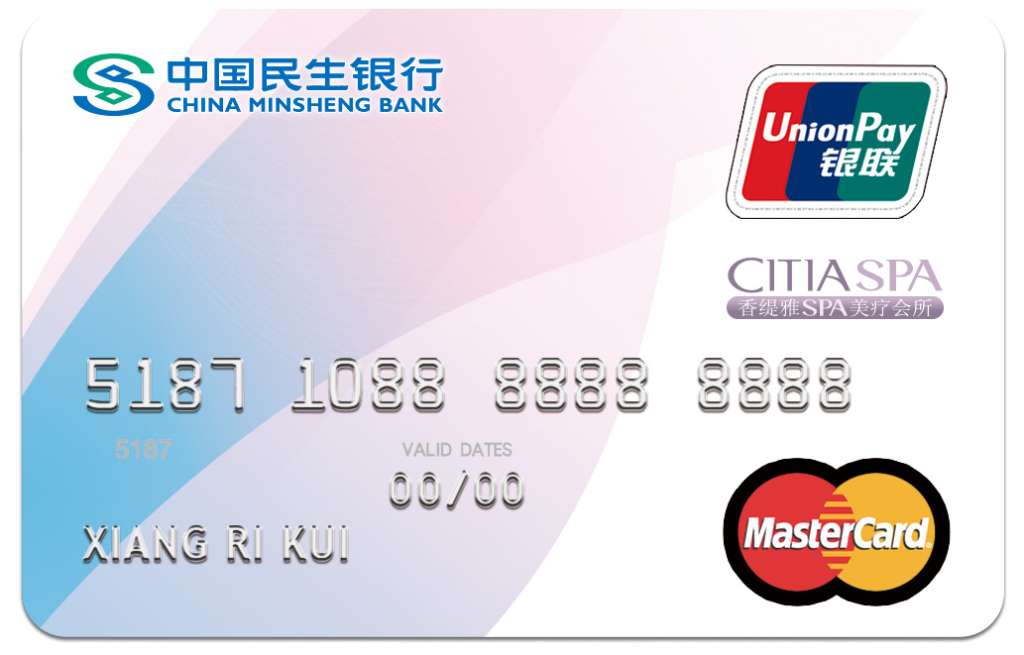 中国民生银行
CHINA MINSHENG BANK
UnionPay
银联
CITIA SPA
香缇雅SPA美疗会所
5187 1088 8888 8888
5187
VALID DATES
00/00
XIANG RI KUI
MasterCard